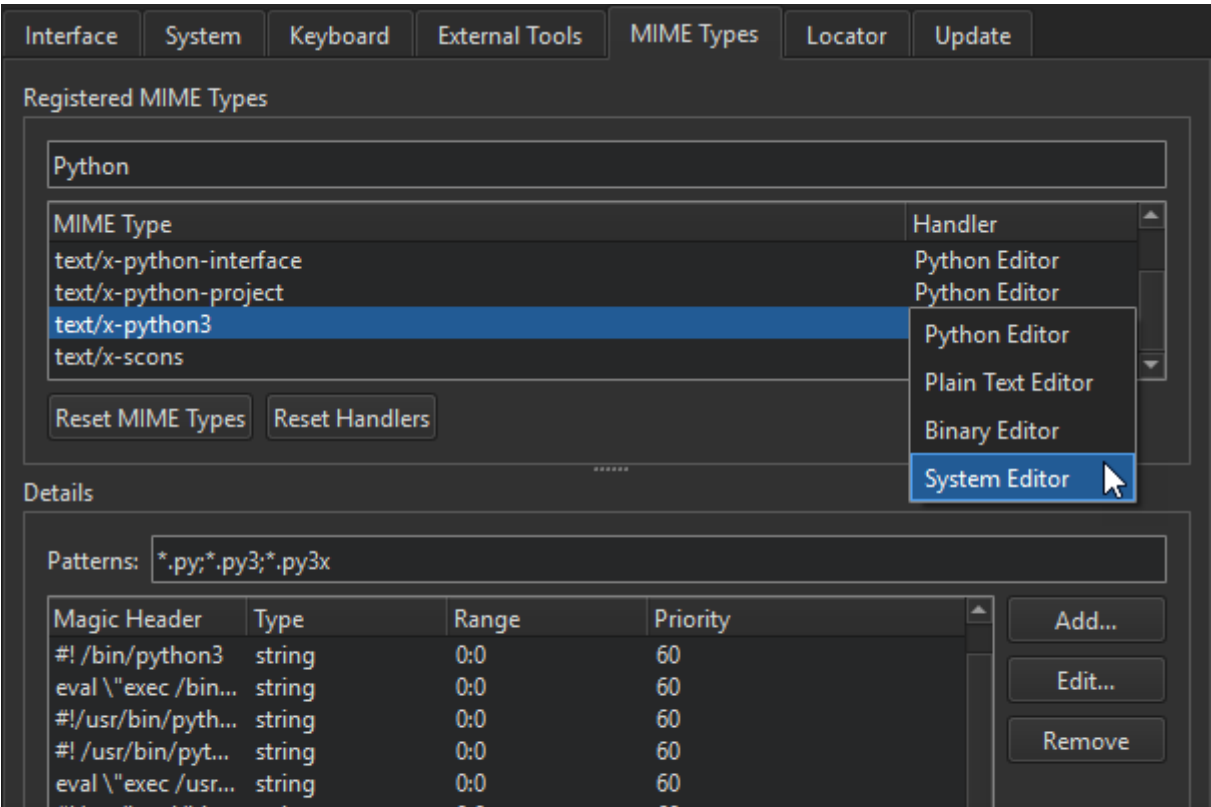 Interface System Keyboard External Tools MIME Types Locator Update
Registered MIME Types
Python
MIME Type Handler
text/x-python-interface Python Editor
text/x-python-project Python Editor
text/x-python3
text/x-scons
Python Editor
Plain Text Editor
Binary Editor
System Editor
Reset MIME Types Reset Handlers
Details
Patterns: *.py;*.py3;*.py3x
Magic Header Type Range Priority
#! /bin/python3 string 0:0 60
eval \"exec /bin... string 0:0 60
#!/usr/bin/pyth... string 0:0 60
#! /usr/bin/pyt... string 0:0 60
eval \"exec /usr... string 0:0 60
Add...
Edit...
Remove